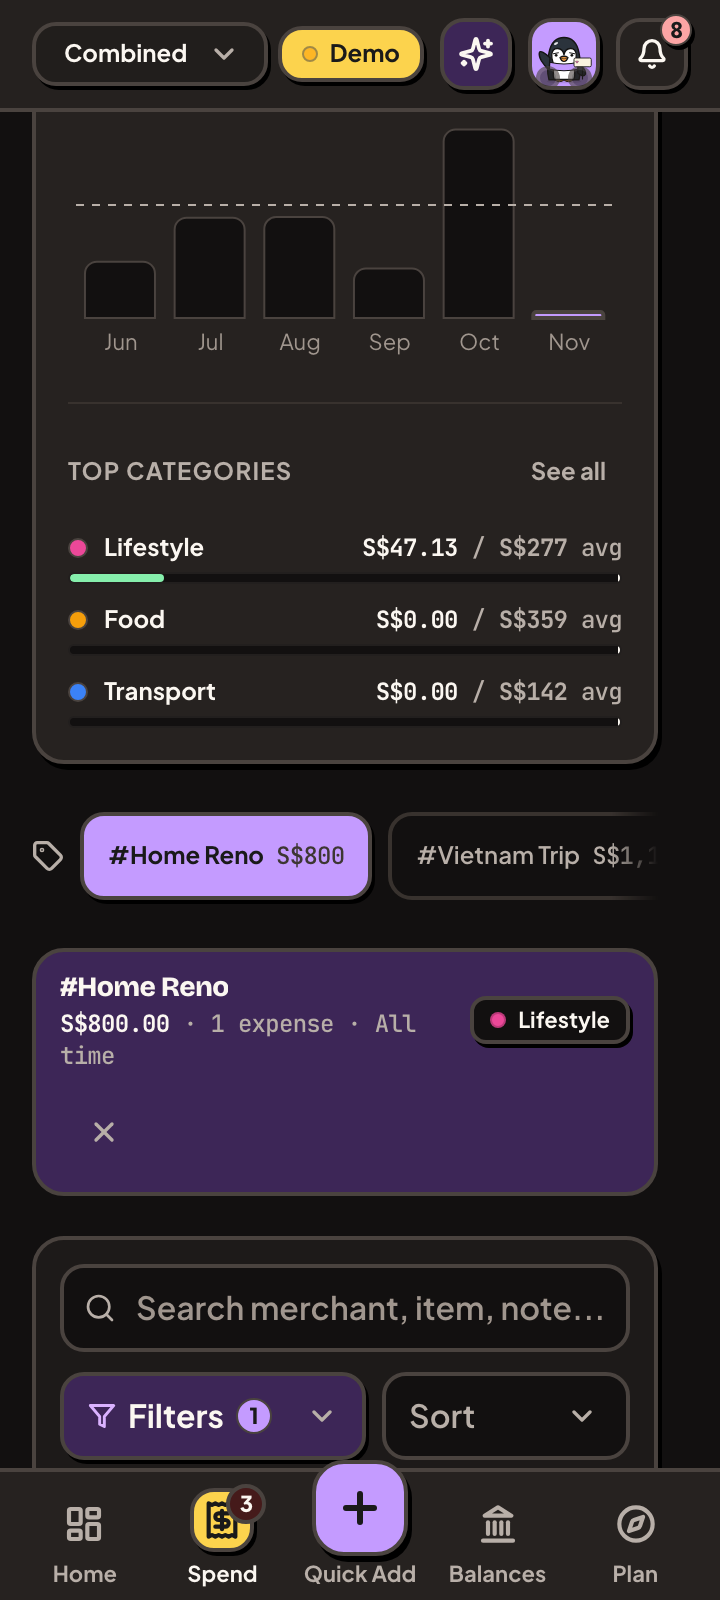 Combined
Demo
8
Jun Jul Aug Sep Oct Nov
TOP CATEGORIES See all
Lifestyle S$47.13 / S$277 avg
Food S$0.00 / S$359 avg
Transport S$0.00 / S$142 avg
#Home Reno S$800
#Vietnam Trip S$1,1
#Home Reno
S$800.00 · 1 expense · All
time
Lifestyle
Search merchant, item, note...
Filters 1
Sort
3
Home Spend Quick Add Balances Plan